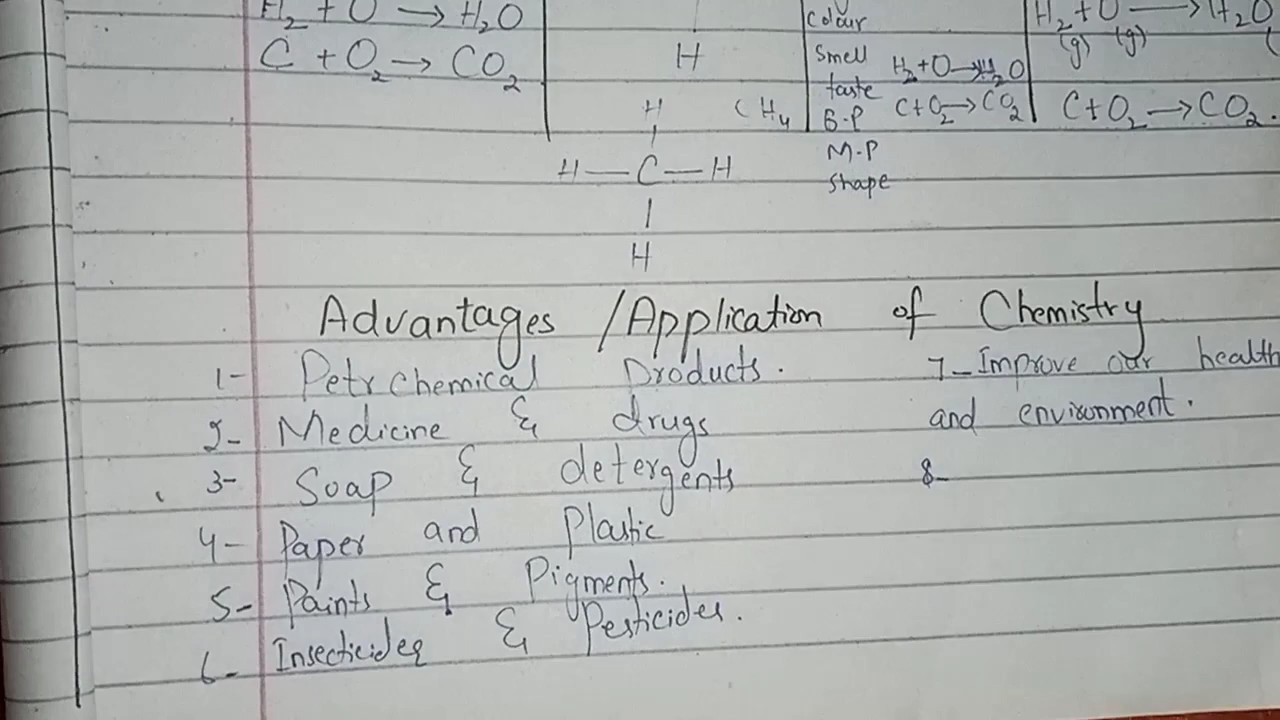 H₂ + O → H₂O
C + O₂ → CO₂
H
CH₄
H
H — C — H
H
Colour
Smell
taste
B.P
M.P
Shape
H₂+O→H₂O
C+O₂→CO₂
H₂+O → H₂O
(g) (g)
C+O₂→CO₂.
Advantages /Application of Chemistry
1- Petrchemical Products.
2- Medicine & drugs
3- Soap & detergents
4- Paper and Plastic
5- Paints & Pigments.
6- Insecticides & Pesticides.
7- Improve our health
and environment.
8-